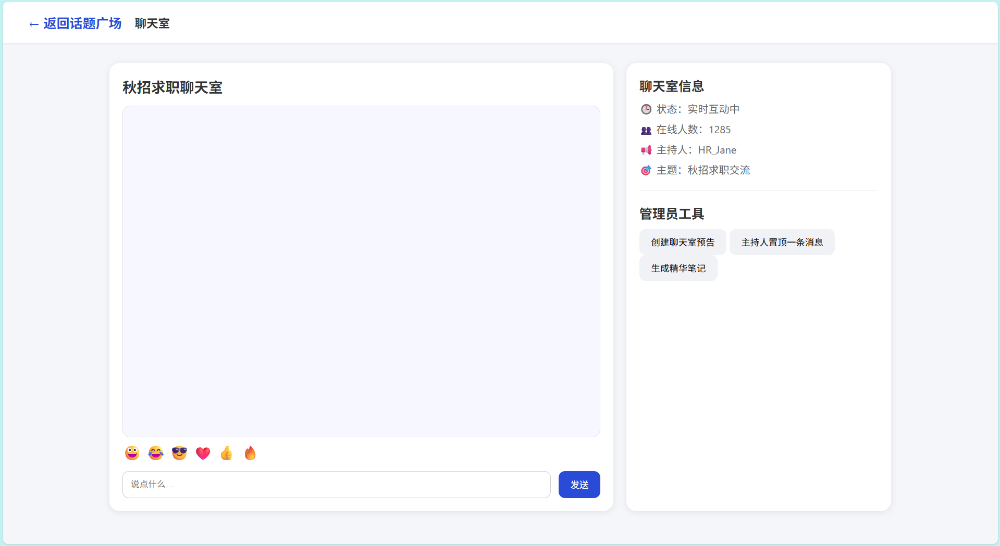 ← 返回话题广场 聊天室
秋招求职聊天室
说点什么...
发送
聊天室信息
状态：实时互动中
在线人数：1285
主持人：HR_Jane
主题：秋招求职交流
管理员工具
创建聊天室预告 主持人置顶一条消息
生成精华笔记